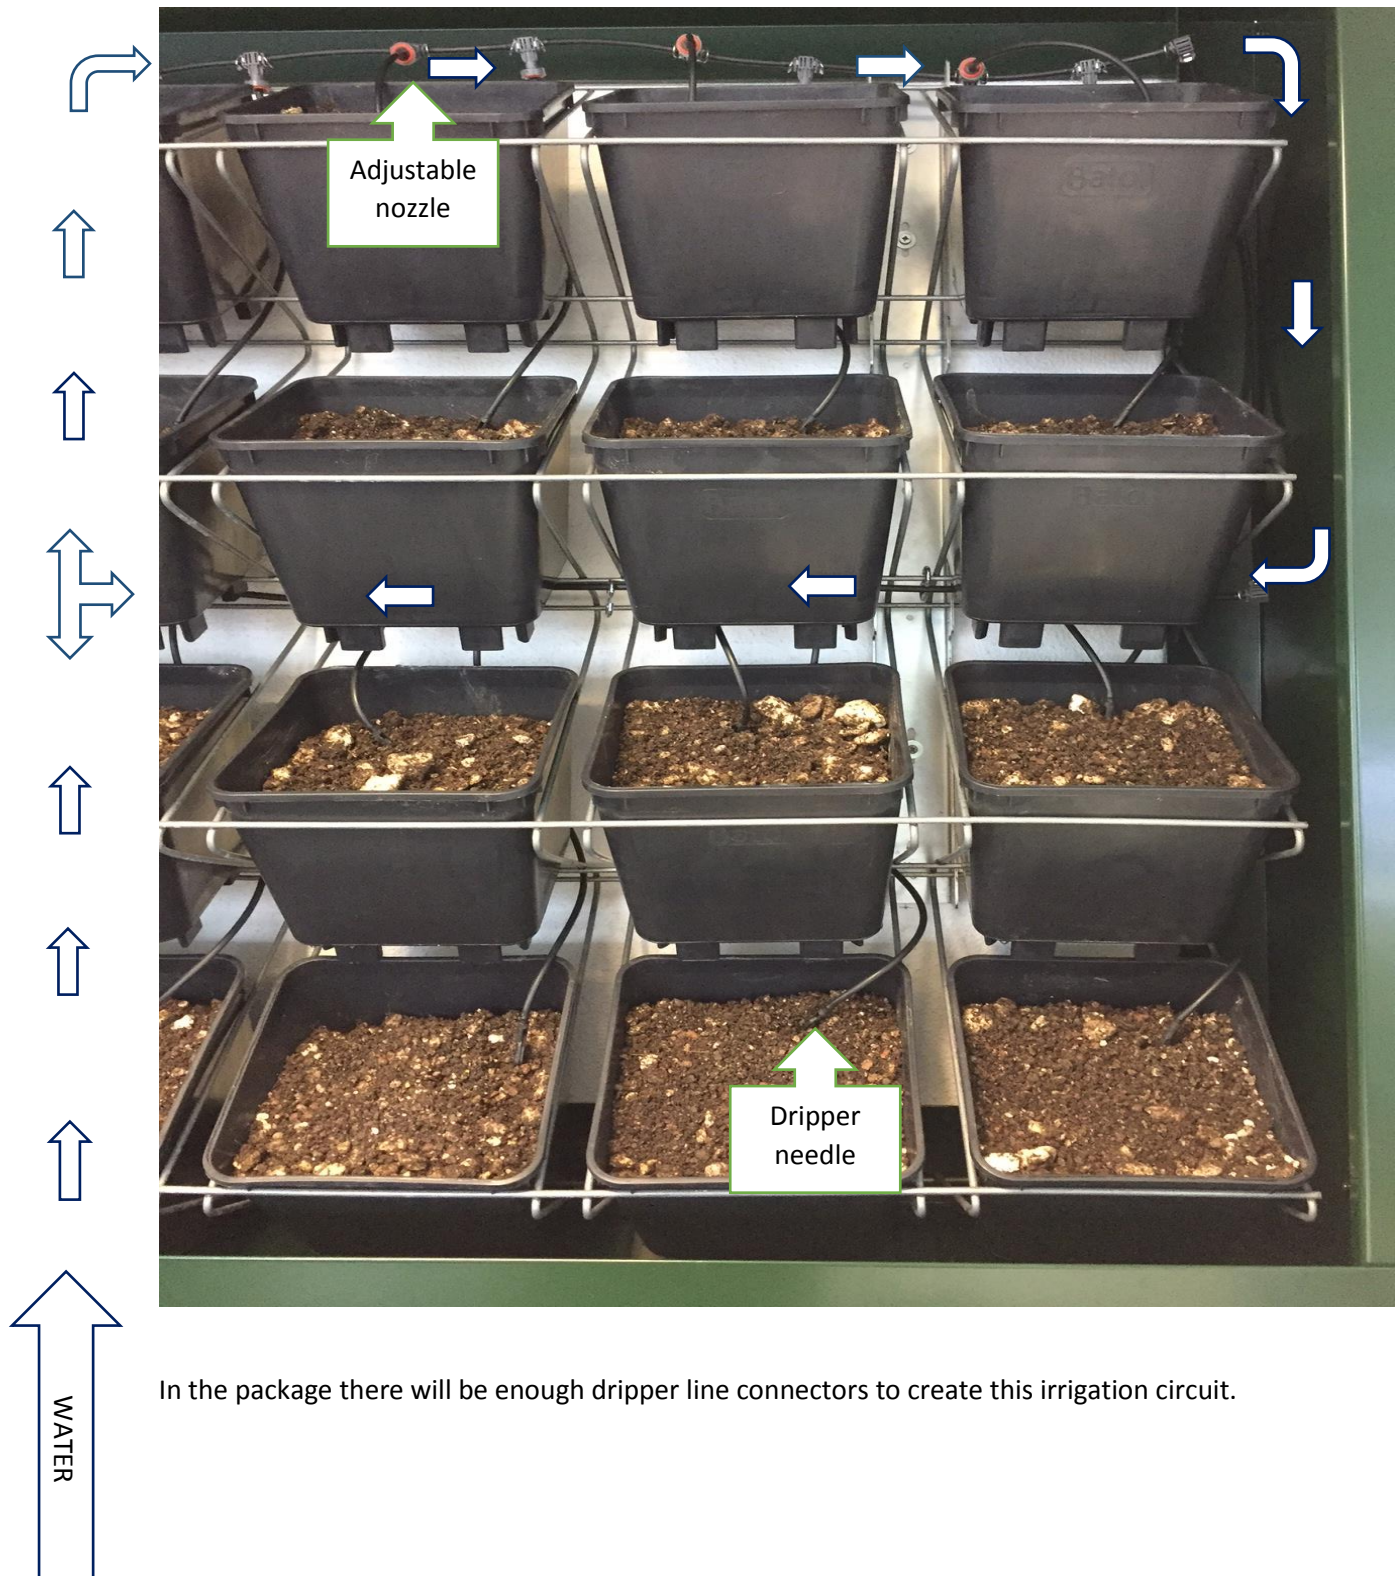 Adjustable
nozzle
Bato
Dripper
needle
In the package there will be enough dripper line connectors to create this irrigation circuit.
WATER